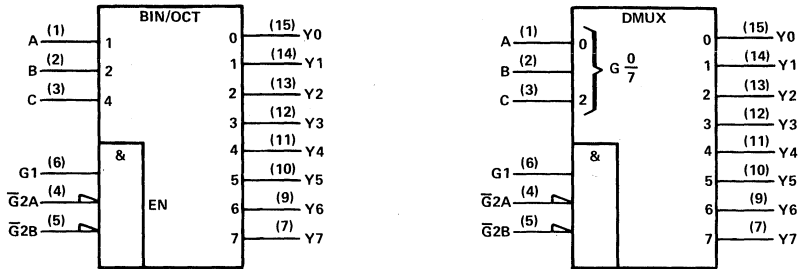 BIN/OCT
A (1) 1 0 (15) Y0
B (2) 2 1 (14) Y1
C (3) 4 2 (13) Y2
3 (12) Y3
& 4 (11) Y4
G1 (6) 5 (10) Y5
G̅2A (4) EN 6 (9) Y6
G̅2B (5) 7 (7) Y7
DMUX
A (1) 0 0 (15) Y0
B (2) G 0/7 1 (14) Y1
C (3) 2 2 (13) Y2
3 (12) Y3
& 4 (11) Y4
G1 (6) 5 (10) Y5
G̅2A (4) 6 (9) Y6
G̅2B (5) 7 (7) Y7